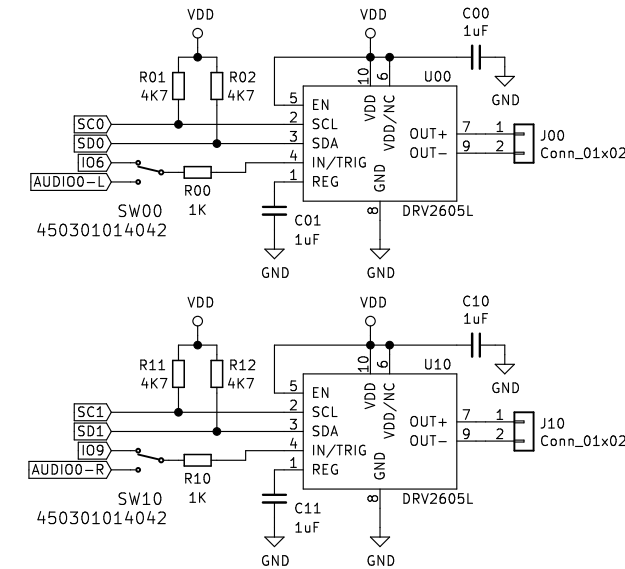 VDD
VDD
C00
1uF
R01
4K7
R02
4K7
10
6
U00
GND
SC0
SD0
IO6
AUDIO0-L
5
2
3
4
1
EN
SCL
SDA
IN/TRIG
REG
VDD
VDD/NC
GND
OUT+
OUT-
7
9
1
2
J00
Conn_01x02
R00
1K
SW00
450301014042
C01
1uF
8
DRV2605L
GND
GND
VDD
VDD
C10
1uF
R11
4K7
R12
4K7
10
6
U10
GND
SC1
SD1
IO9
AUDIO0-R
5
2
3
4
1
EN
SCL
SDA
IN/TRIG
REG
VDD
VDD/NC
GND
OUT+
OUT-
7
9
1
2
J10
Conn_01x02
R10
1K
SW10
450301014042
C11
1uF
8
DRV2605L
GND
GND